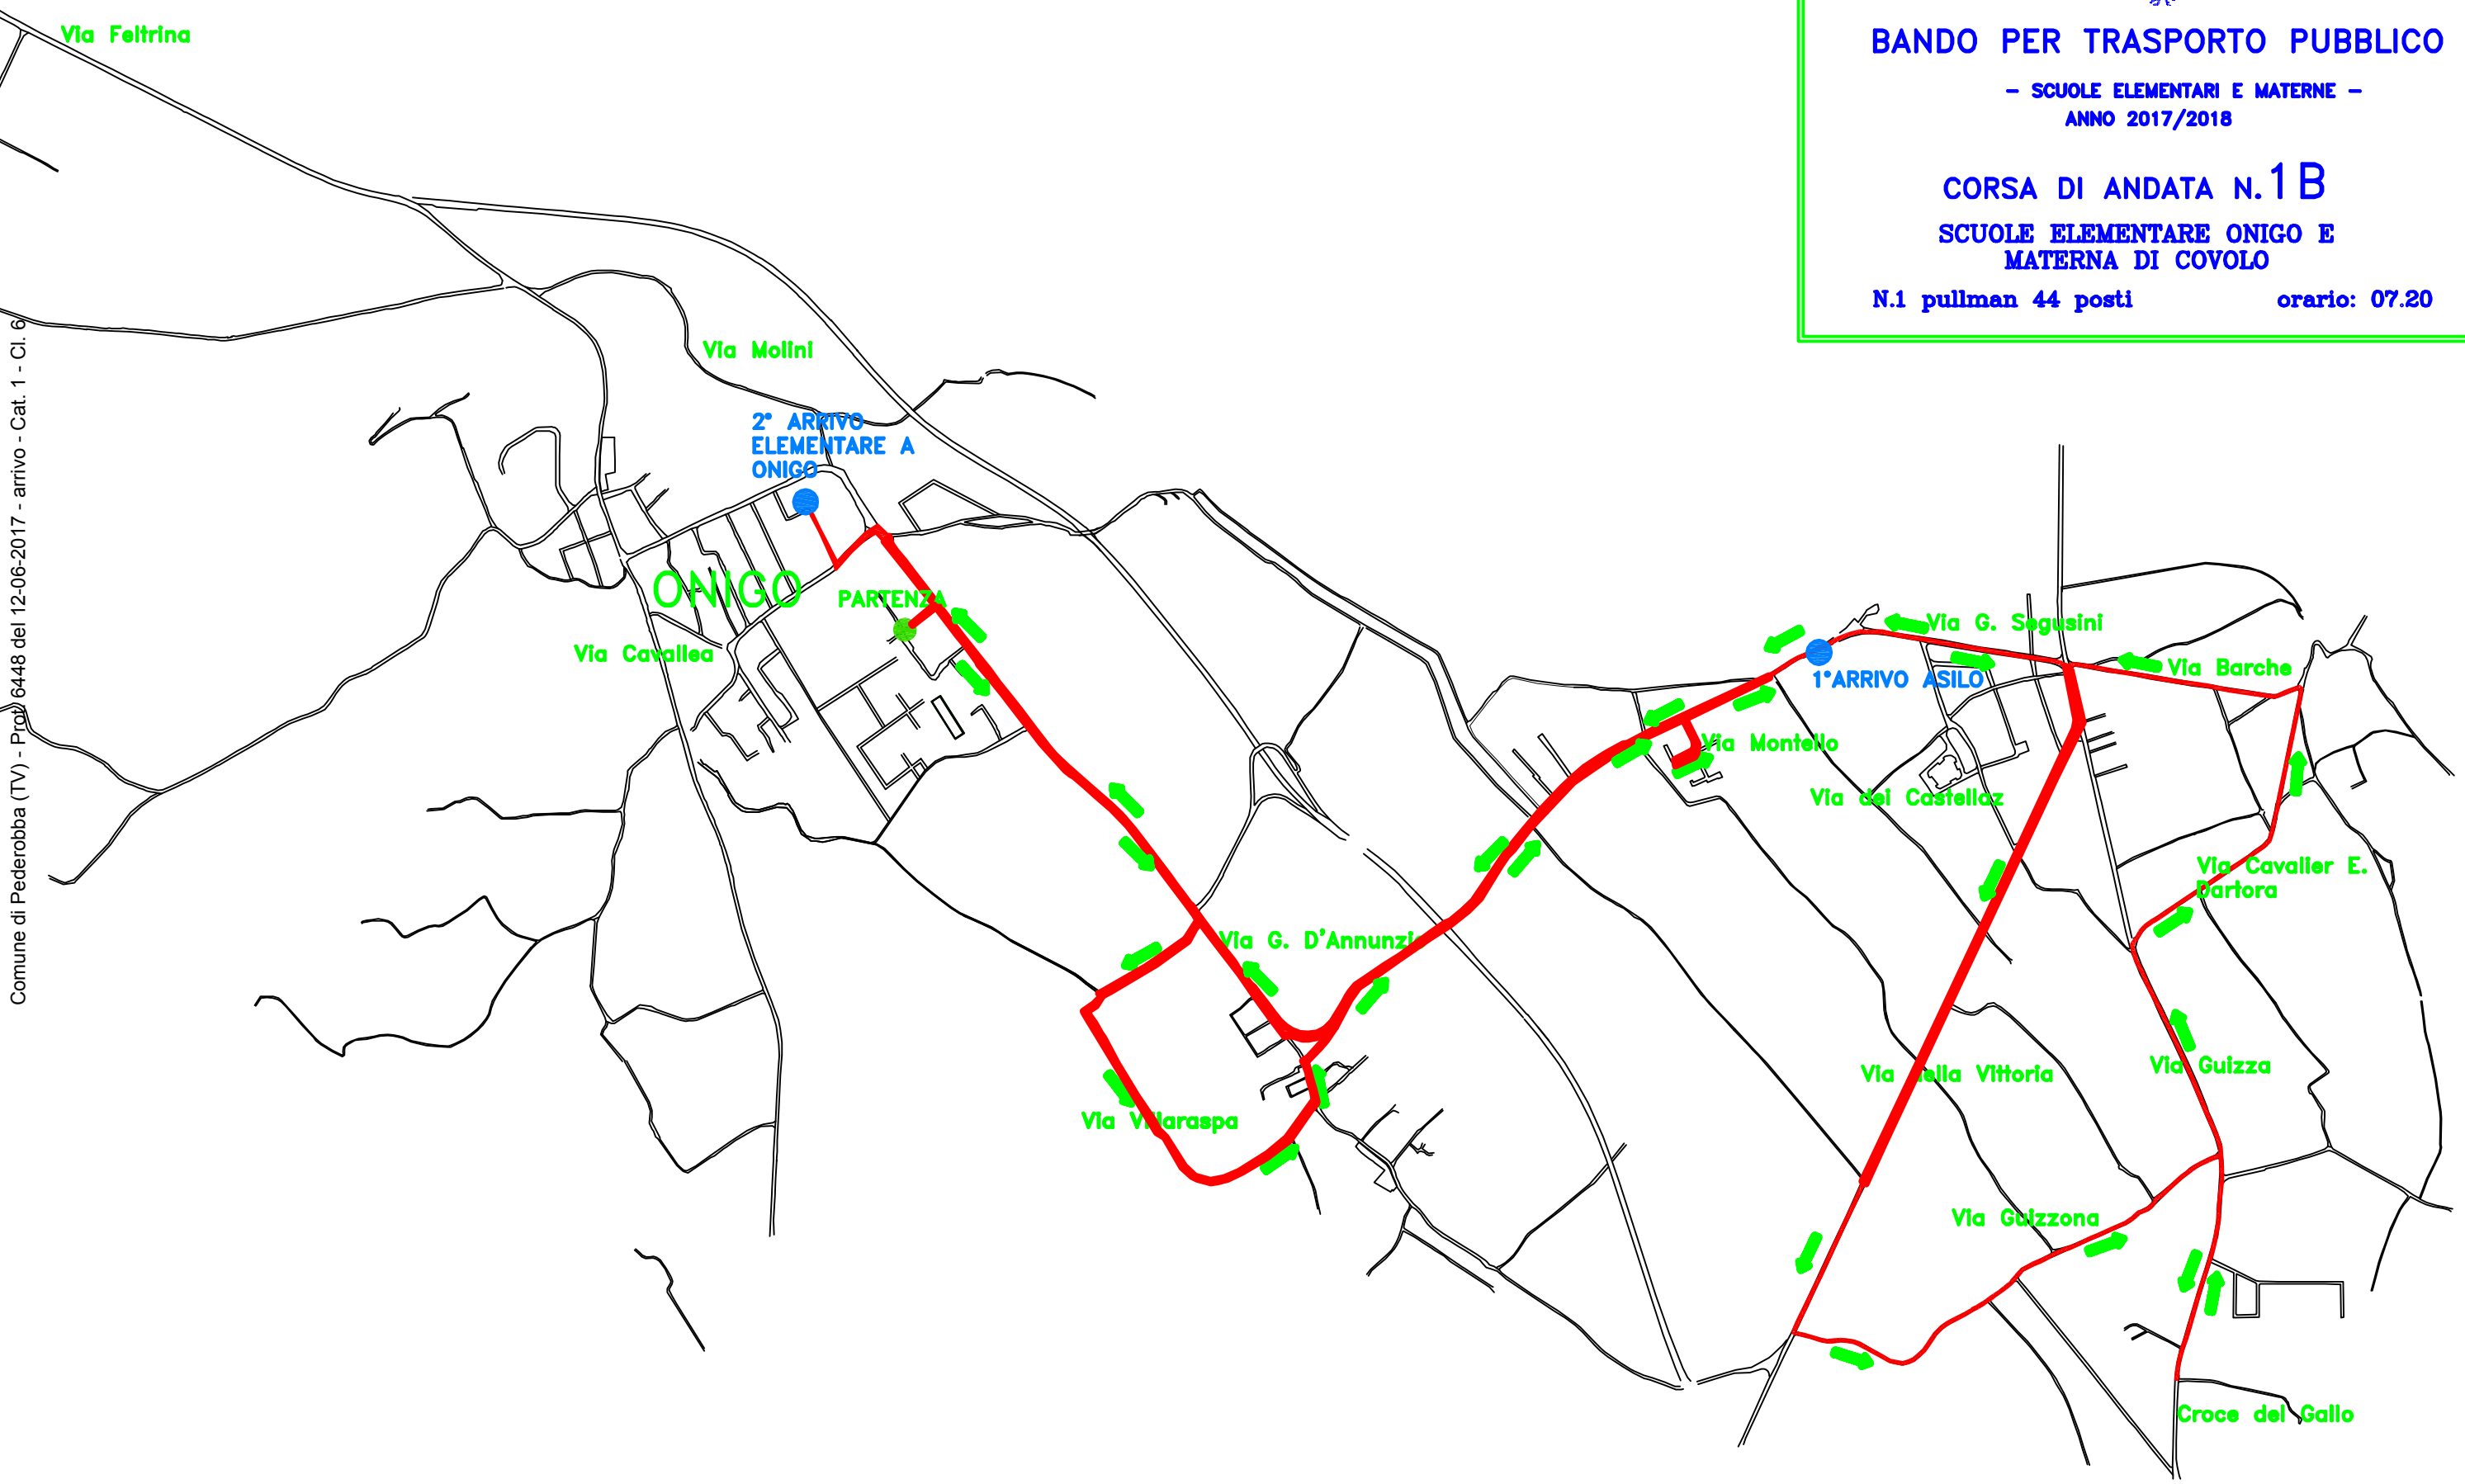 Via Feltrina
BANDO PER TRASPORTO PUBBLICO
- SCUOLE ELEMENTARI E MATERNE -
ANNO 2017/2018
CORSA DI ANDATA N.1B
SCUOLE ELEMENTARE ONIGO E
MATERNA DI COVOLO
N.1 pullman 44 posti orario: 07.20
Comune di Pederobba (TV) - Prot. 6448 del 12-06-2017 - arrivo - Cat. 1 - Cl. 6
Via Molini
2° ARRIVO
ELEMENTARE A
ONIGO
ONIGO
PARTENZA
Via Cavallea
Via G. Segusini
Via Barche
1°ARRIVO ASILO
Via Montello
Via dei Castellaz
Via Cavalier E.
Dartora
Via G. D'Annunzio
Via della Vittoria
Via Guizza
Via Villaraspa
Via Guizzona
Croce del Gallo